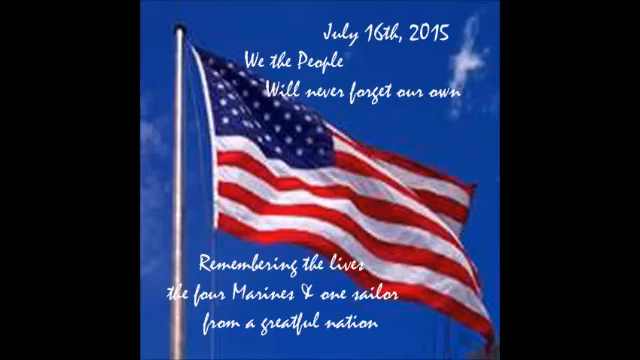 July 16th, 2015
We the People
Will never forget our own
Remembering the lives
the four Marines & one sailor
from a greatful nation